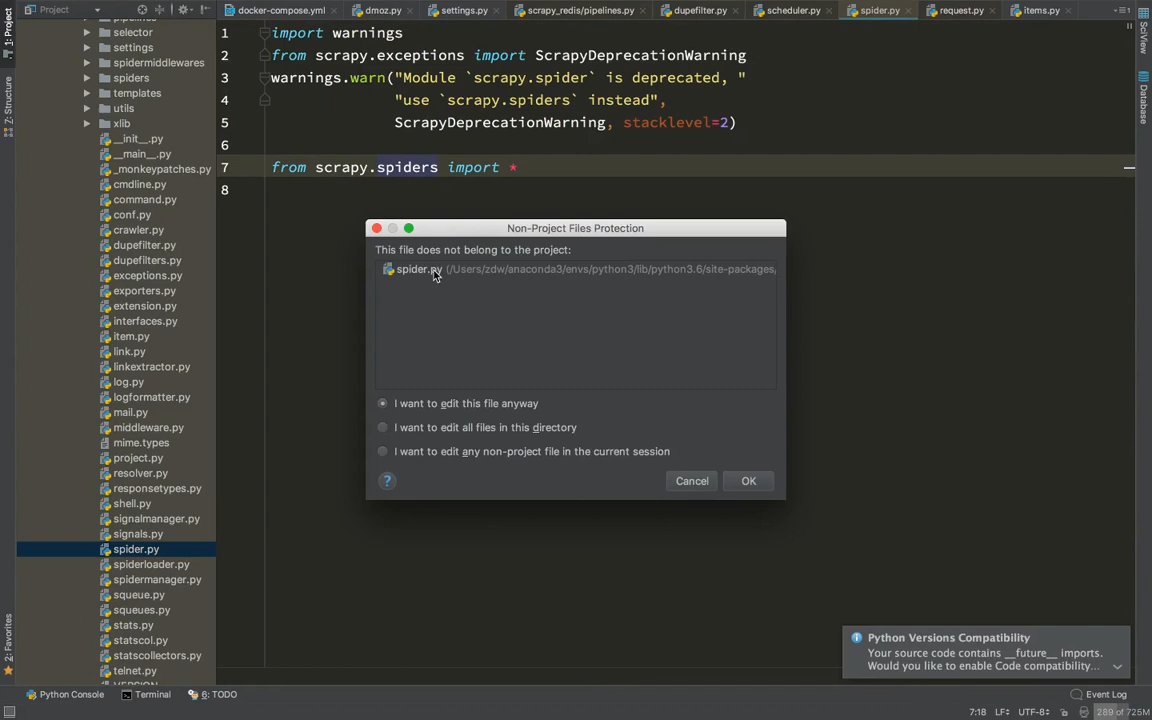 Project
docker-compose.yml
dmoz.py
settings.py
scrapy_redis/pipelines.py
dupefilter.py
scheduler.py
spider.py
request.py
items.py
1: Project
Z: Structure
2: Favorites
selector
settings
spidermiddlewares
spiders
templates
utils
xlib
__init__.py
__main__.py
_monkeypatches.py
cmdline.py
command.py
conf.py
crawler.py
dupefilter.py
dupefilters.py
exceptions.py
exporters.py
extension.py
interfaces.py
item.py
link.py
linkextractor.py
log.py
logformatter.py
mail.py
middleware.py
mime.types
project.py
resolver.py
responsetypes.py
shell.py
signalmanager.py
signals.py
spider.py
spiderloader.py
spidermanager.py
squeue.py
squeues.py
stats.py
statscol.py
statscollectors.py
telnet.py
VERSION
1 import warnings
2 from scrapy.exceptions import ScrapyDeprecationWarning
3 warnings.warn("Module `scrapy.spider` is deprecated, "
4 "use `scrapy.spiders` instead",
5 ScrapyDeprecationWarning, stacklevel=2)
6
7 from scrapy.spiders import *
8
Non-Project Files Protection
This file does not belong to the project:
spider.py (/Users/zdw/anaconda3/envs/python3/lib/python3.6/site-packages,
I want to edit this file anyway
I want to edit all files in this directory
I want to edit any non-project file in the current session
?
Cancel
OK
SciView
Database
Python Versions Compatibility
Your source code contains __future__ imports.
Would you like to enable Code compatibility...
Python Console
Terminal
6: TODO
Event Log
7:18
LF
UTF-8
289 of 725M